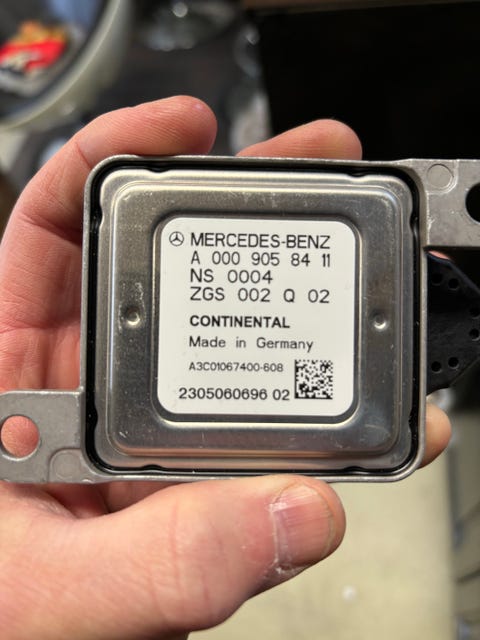 MERCEDES-BENZ
A 000 905 84 11
NS 0004
ZGS 002 Q 02
CONTINENTAL
Made in Germany
A3C01067400-608
2305060696 02